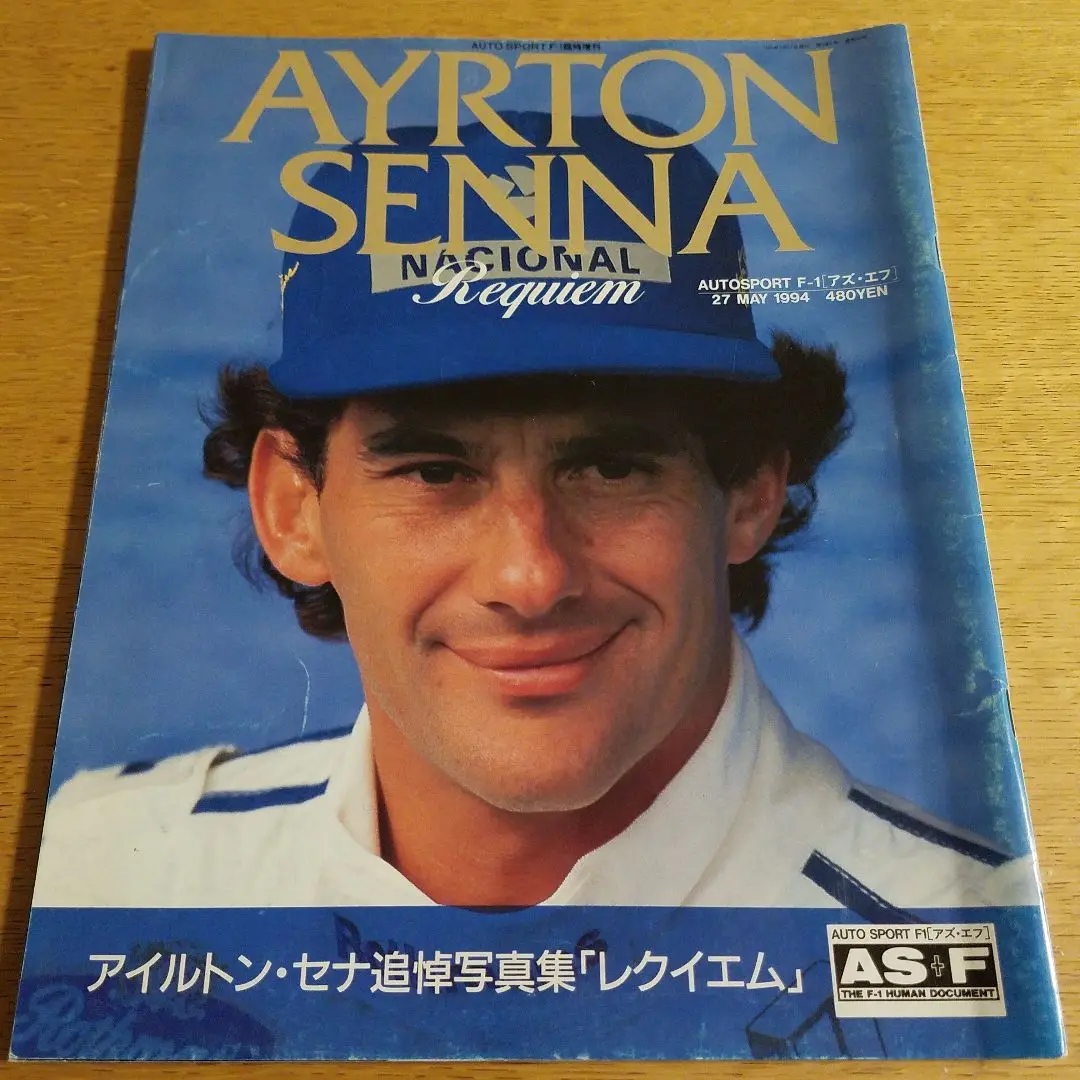 AUTO SPORT F1臨時増刊
AYRTON
SENNA
NACIONAL
Requiem
AUTOSPORT F-1[アズ・エフ]
27 MAY 1994 480YEN
アイルトン・セナ追悼写真集「レクイエム」
AUTO SPORT F1[アズ・エフ]
AS+F
THE F-1 HUMAN DOCUMENT
Rothmans